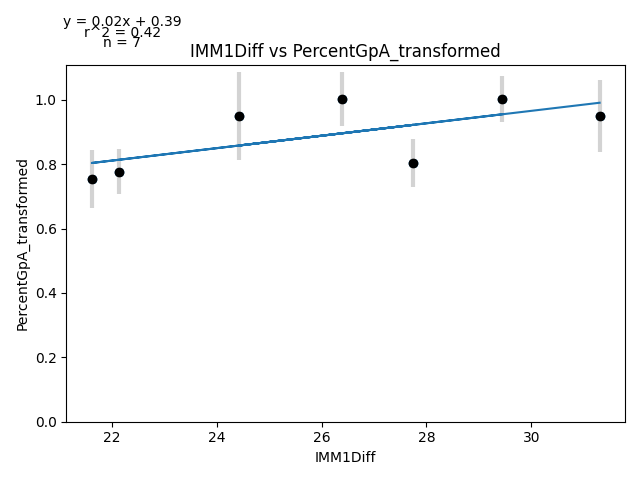 y = 0.02x + 0.39
r^2 = 0.42
n = 7
IMM1Diff vs PercentGpA_transformed
PercentGpA_transformed
1.0
0.8
0.6
0.4
0.2
0.0
22 24 26 28 30
IMM1Diff